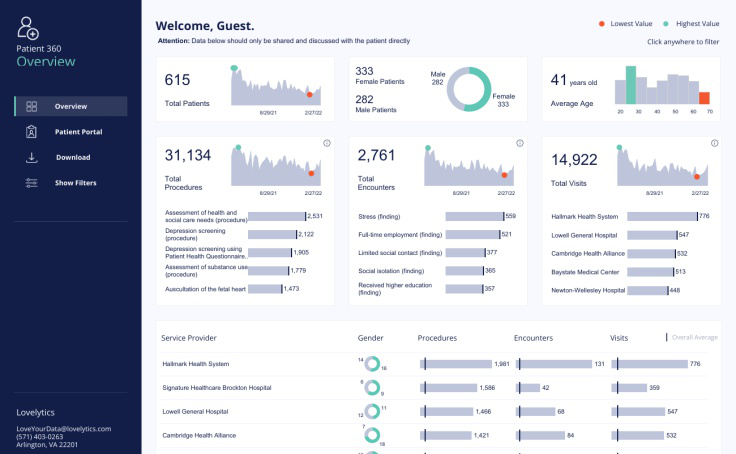 Patient 360
Overview
Overview
Patient Portal
Download
Show Filters
Lovelytics
LoveYourData@lovelytics.com
(571) 403-0263
Arlington, VA 22201
Welcome, Guest.
Attention: Data below should only be shared and discussed with the patient directly
Lowest Value
Highest Value
Click anywhere to filter
615
Total Patients
8/29/21
2/27/22
333
Female Patients
282
Male Patients
Male
282
Female
333
41 years old
Average Age
20 30 40 50 60 70
31,134
Total
Procedures
8/29/21
2/27/22
Assessment of health and
social care needs (procedure)
2,531
Depression screening
(procedure)
2,122
Depression screening using
Patient Health Questionnaire..
1,905
Assessment of substance use
(procedure)
1,779
Auscultation of the fetal heart
1,473
2,761
Total
Encounters
8/29/21
2/27/22
Stress (finding)
559
Full-time employment (finding)
521
Limited social contact (finding)
377
Social isolation (finding)
365
Received higher education
(finding)
357
14,922
Total Visits
8/29/21
2/27/22
Hallmark Health System
776
Lowell General Hospital
547
Cambridge Health Alliance
532
Baystate Medical Center
513
Newton-Wellesley Hospital
448
Service Provider
Gender
Procedures
Encounters
Visits
Overall Average
Hallmark Health System
14
16
1,981
131
776
Signature Healthcare Brockton Hospital
6
9
1,586
42
359
Lowell General Hospital
12
11
1,466
68
547
Cambridge Health Alliance
7
18
1,421
84
532